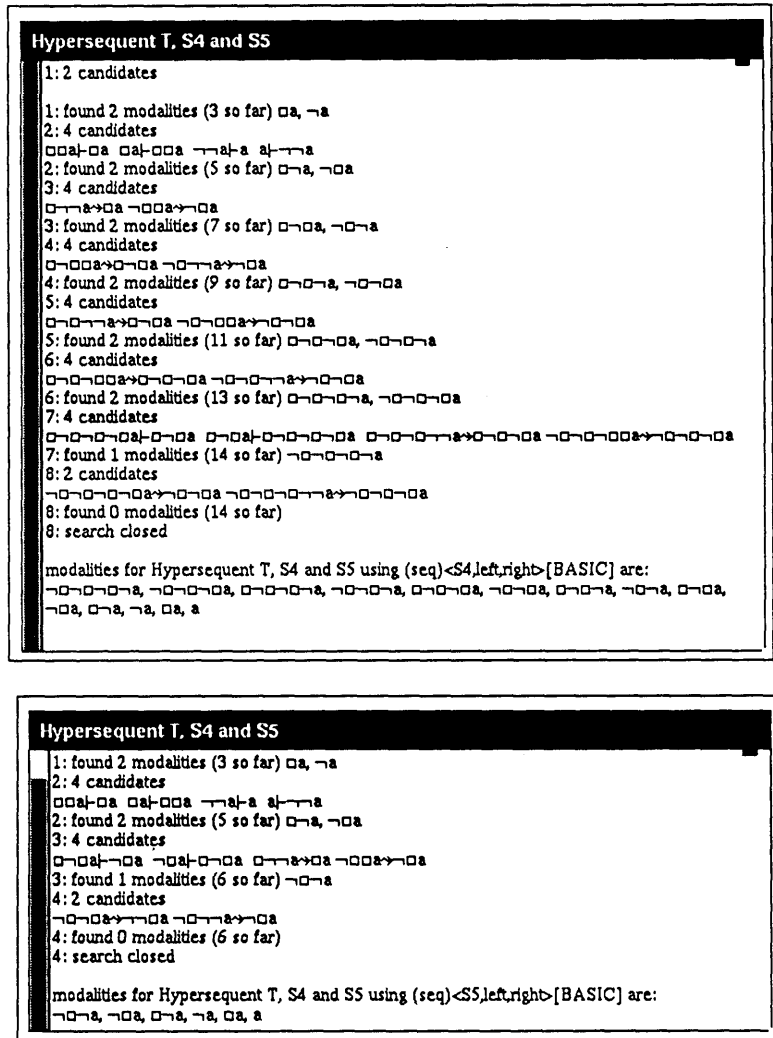 Hypersequent T, S4 and S5
1: 2 candidates
1: found 2 modalities (3 so far) □a, ¬a
2: 4 candidates
□□a⊢□a □a⊢□□a ¬¬a⊢a a⊢¬¬a
2: found 2 modalities (5 so far) □¬a, ¬□a
3: 4 candidates
□¬¬a↝□a ¬□□a↝¬□a
3: found 2 modalities (7 so far) □¬□a, ¬□¬a
4: 4 candidates
□¬□□a↝□¬□a ¬□¬¬a↝¬□a
4: found 2 modalities (9 so far) □¬□¬a, ¬□¬□a
5: 4 candidates
□¬□¬¬a↝□¬□a ¬□¬□□a↝¬□¬□a
5: found 2 modalities (11 so far) □¬□¬□a, ¬□¬□¬a
6: 4 candidates
□¬□¬□□a↝□¬□¬□a ¬□¬□¬¬a↝¬□¬□a
6: found 2 modalities (13 so far) □¬□¬□¬a, ¬□¬□¬□a
7: 4 candidates
□¬□¬□¬□a⊢□¬□a □¬□a⊢□¬□¬□¬□a □¬□¬□¬¬a↝□¬□¬□a ¬□¬□¬□□a↝¬□¬□¬□a
7: found 1 modalities (14 so far) ¬□¬□¬□¬a
8: 2 candidates
¬□¬□¬□¬□a↝¬□¬□a ¬□¬□¬□¬¬a↝¬□¬□¬□a
8: found 0 modalities (14 so far)
8: search closed
modalities for Hypersequent T, S4 and S5 using (seq)<S4,left,right>[BASIC] are:
¬□¬□¬□¬a, ¬□¬□¬□a, □¬□¬□¬a, ¬□¬□¬a, □¬□¬□a, ¬□¬□a, □¬□¬a, ¬□¬a, □¬□a,
¬□a, □¬a, ¬a, □a, a
Hypersequent T, S4 and S5
1: found 2 modalities (3 so far) □a, ¬a
2: 4 candidates
□□a⊢□a □a⊢□□a ¬¬a⊢a a⊢¬¬a
2: found 2 modalities (5 so far) □¬a, ¬□a
3: 4 candidates
□¬□a⊢¬□a ¬□a⊢□¬□a □¬¬a↝□a ¬□□a↝¬□a
3: found 1 modalities (6 so far) ¬□¬a
4: 2 candidates
¬□¬□a↝¬¬□a ¬□¬¬a↝¬□a
4: found 0 modalities (6 so far)
4: search closed
modalities for Hypersequent T, S4 and S5 using (seq)<S5,left,right>[BASIC] are:
¬□¬a, ¬□a, □¬a, ¬a, □a, a